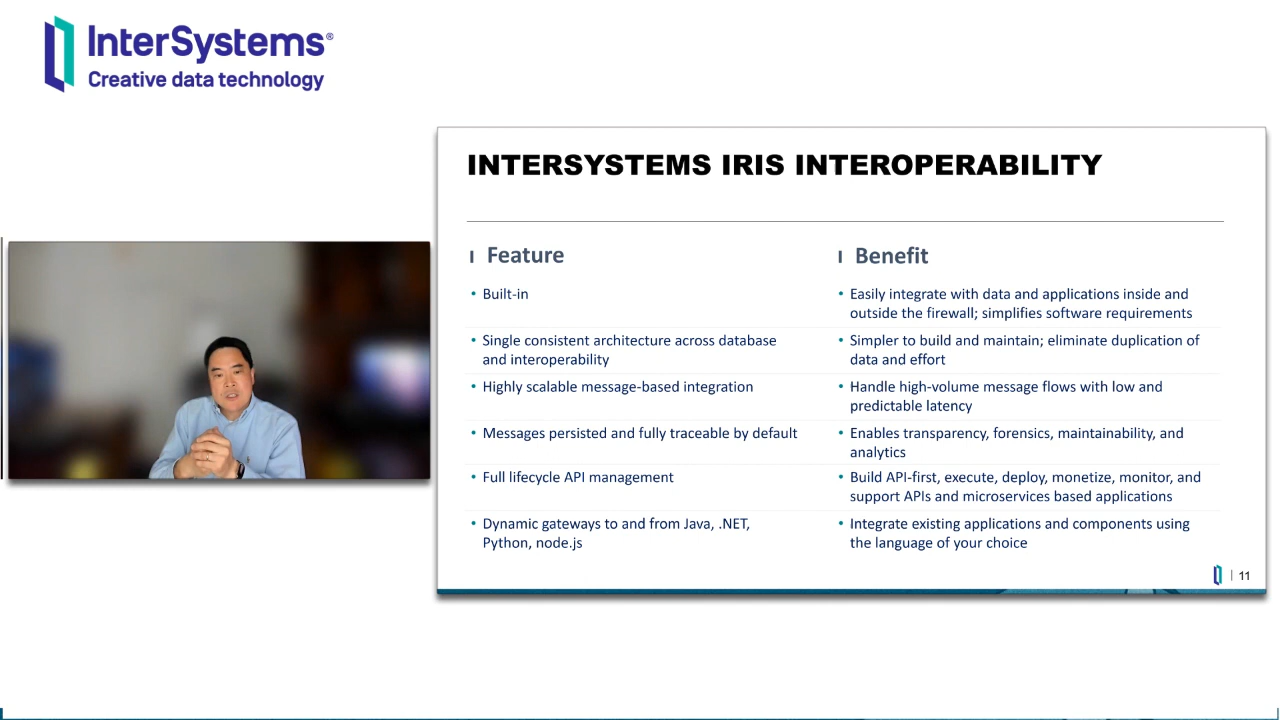 InterSystems®
Creative data technology
INTERSYSTEMS IRIS INTEROPERABILITY
Feature
Benefit
• Built-in
• Easily integrate with data and applications inside and
outside the firewall; simplifies software requirements
• Single consistent architecture across database
and interoperability
• Simpler to build and maintain; eliminate duplication of
data and effort
• Highly scalable message-based integration
• Handle high-volume message flows with low and
predictable latency
• Messages persisted and fully traceable by default
• Enables transparency, forensics, maintainability, and
analytics
• Full lifecycle API management
• Build API-first, execute, deploy, monetize, monitor, and
support APIs and microservices based applications
• Dynamic gateways to and from Java, .NET,
Python, node.js
• Integrate existing applications and components using
the language of your choice
| 11